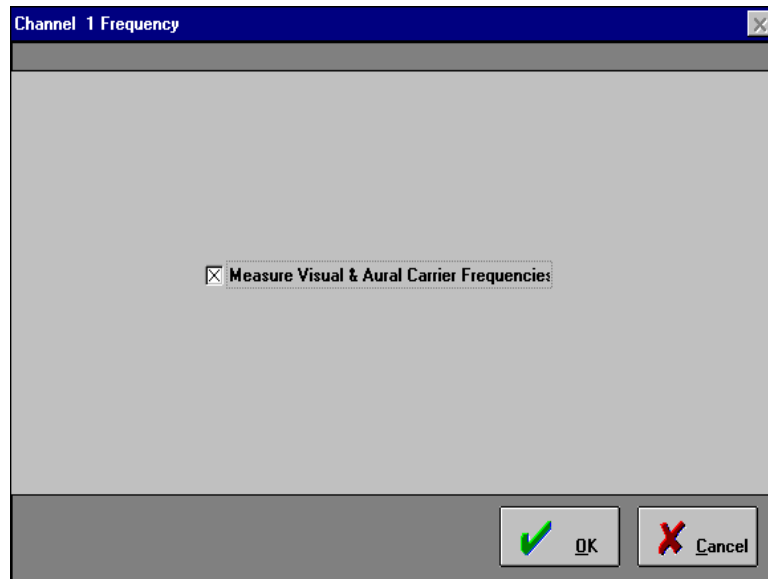 Channel 1 Frequency
Measure Visual & Aural Carrier Frequencies
OK
Cancel